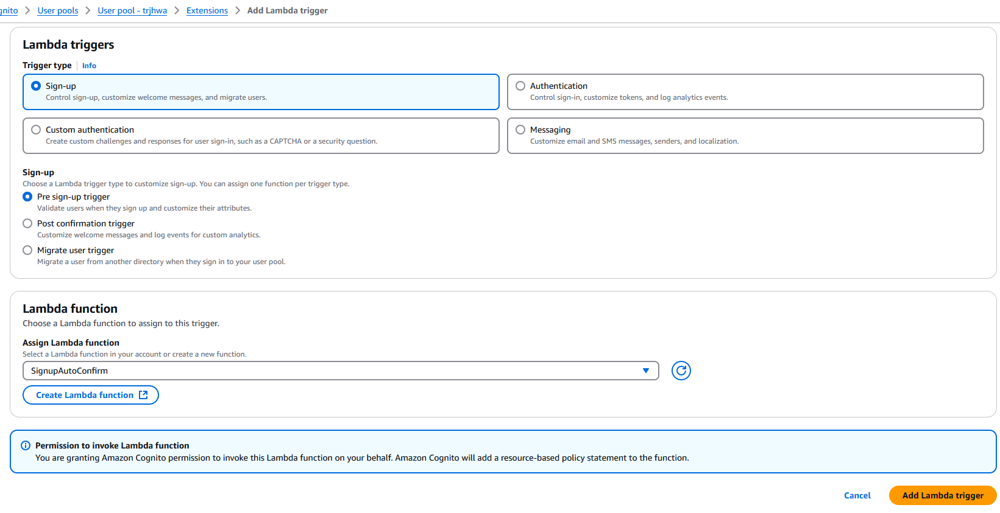 gnito > User pools > User pool - trjhwa > Extensions > Add Lambda trigger
Lambda triggers
Trigger type | Info
Sign-up
Control sign-up, customize welcome messages, and migrate users.
Authentication
Control sign-in, customize tokens, and log analytics events.
Custom authentication
Create custom challenges and responses for user sign-in, such as a CAPTCHA or a security question.
Messaging
Customize email and SMS messages, senders, and localization.
Sign-up
Choose a Lambda trigger type to customize sign-up. You can assign one function per trigger type.
Pre sign-up trigger
Validate users when they sign up and customize their attributes.
Post confirmation trigger
Customize welcome messages and log events for custom analytics.
Migrate user trigger
Migrate a user from another directory when they sign in to your user pool.
Lambda function
Choose a Lambda function to assign to this trigger.
Assign Lambda function
Select a Lambda function in your account or create a new function.
SignupAutoConfirm
Create Lambda function
Permission to invoke Lambda function
You are granting Amazon Cognito permission to invoke this Lambda function on your behalf. Amazon Cognito will add a resource-based policy statement to the function.
Cancel
Add Lambda trigger